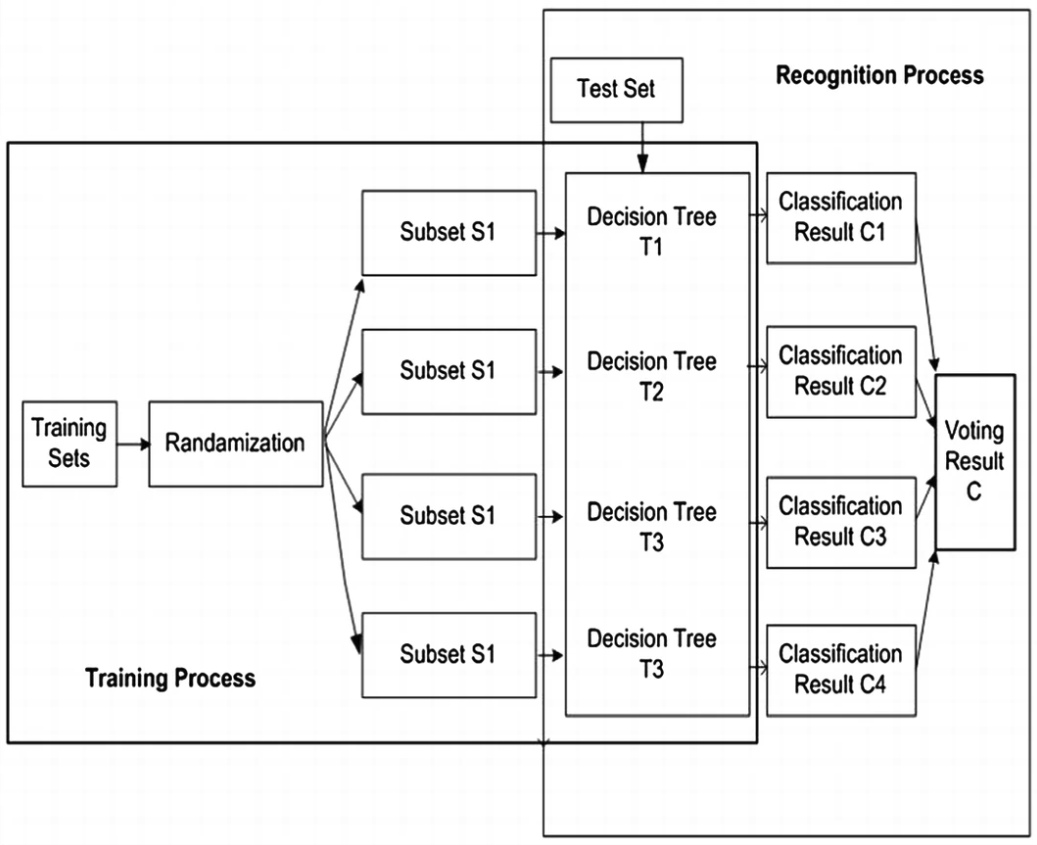 Recognition Process
Test Set
Subset S1
Decision Tree
T1
Classification
Result C1
Subset S1
Decision Tree
T2
Classification
Result C2
Training
Sets
Randamization
Voting
Result
C
Subset S1
Decision Tree
T3
Classification
Result C3
Subset S1
Decision Tree
T3
Classification
Result C4
Training Process